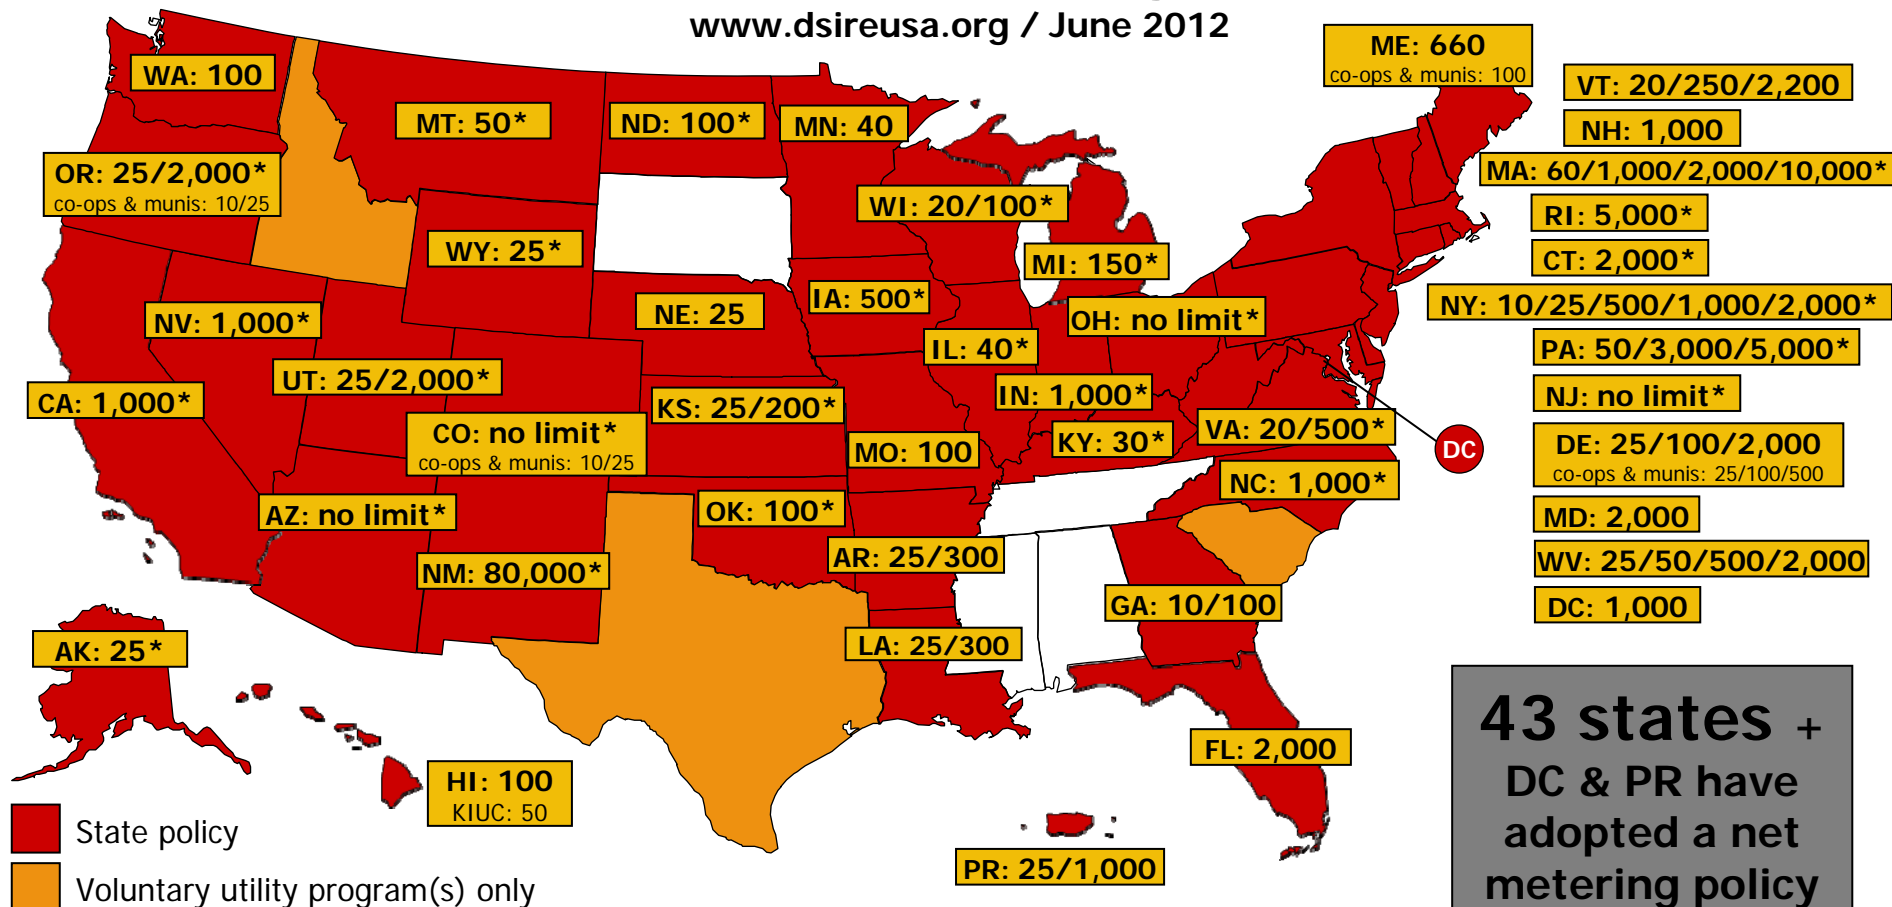 www.dsireusa.org / June 2012
WA: 100
MT: 50*
ND: 100*
MN: 40
ME: 660
co-ops & munis: 100
VT: 20/250/2,200
NH: 1,000
MA: 60/1,000/2,000/10,000*
RI: 5,000*
CT: 2,000*
NY: 10/25/500/1,000/2,000*
PA: 50/3,000/5,000*
NJ: no limit*
DE: 25/100/2,000
co-ops & munis: 25/100/500
MD: 2,000
WV: 25/50/500/2,000
DC: 1,000
OR: 25/2,000*
co-ops & munis: 10/25
WI: 20/100*
WY: 25*
MI: 150*
IA: 500*
NE: 25
OH: no limit*
NV: 1,000*
IL: 40*
UT: 25/2,000*
IN: 1,000*
CA: 1,000*
KS: 25/200*
CO: no limit*
co-ops & munis: 10/25
MO: 100
KY: 30*
VA: 20/500*
DC
NC: 1,000*
AZ: no limit*
OK: 100*
AR: 25/300
NM: 80,000*
GA: 10/100
LA: 25/300
AK: 25*
FL: 2,000
HI: 100
KIUC: 50
PR: 25/1,000
State policy
Voluntary utility program(s) only
43 states +
DC & PR have
adopted a net
metering policy